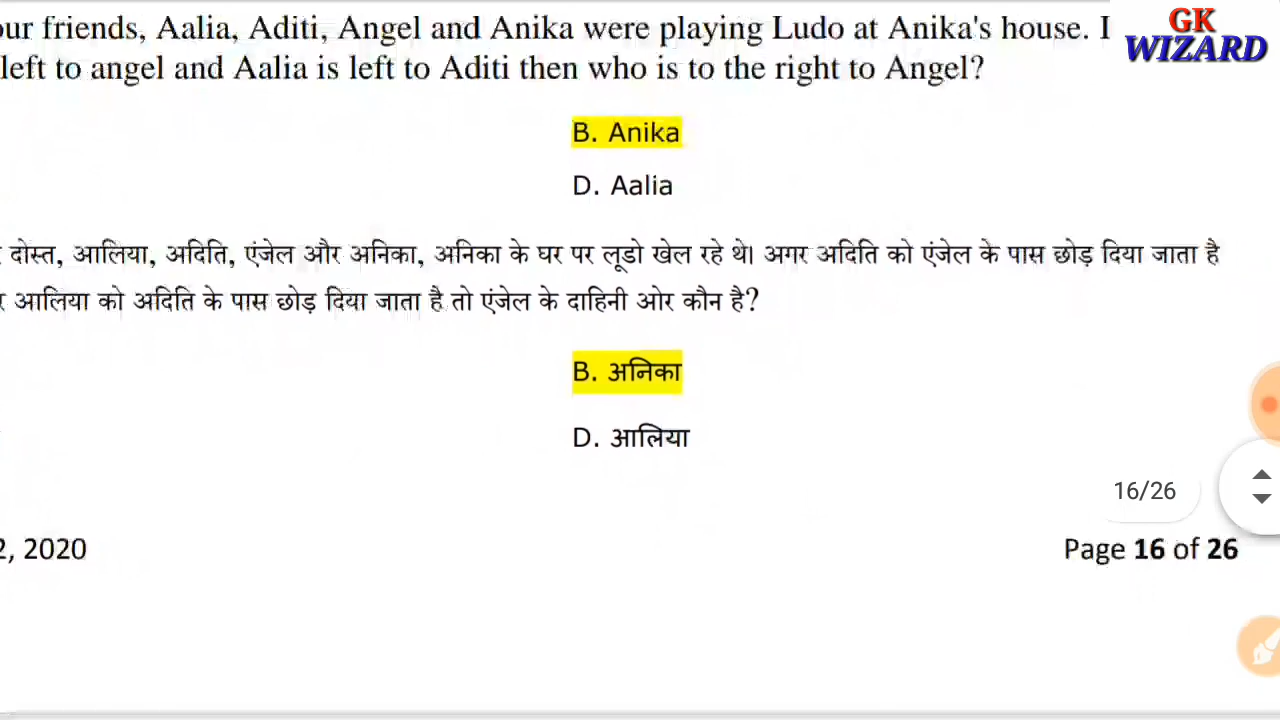 our friends, Aalia, Aditi, Angel and Anika were playing Ludo at Anika's house. I
GK
WIZARD
left to angel and Aalia is left to Aditi then who is to the right to Angel?
B. Anika
D. Aalia
दोस्त, आलिया, अदिति, एंजेल और अनिका, अनिका के घर पर लूडो खेल रहे थे। अगर अदिति को एंजेल के पास छोड़ दिया जाता है
आलिया को अदिति के पास छोड़ दिया जाता है तो एंजेल के दाहिनी ओर कौन है?
B. अनिका
D. आलिया
16/26
2, 2020
Page 16 of 26